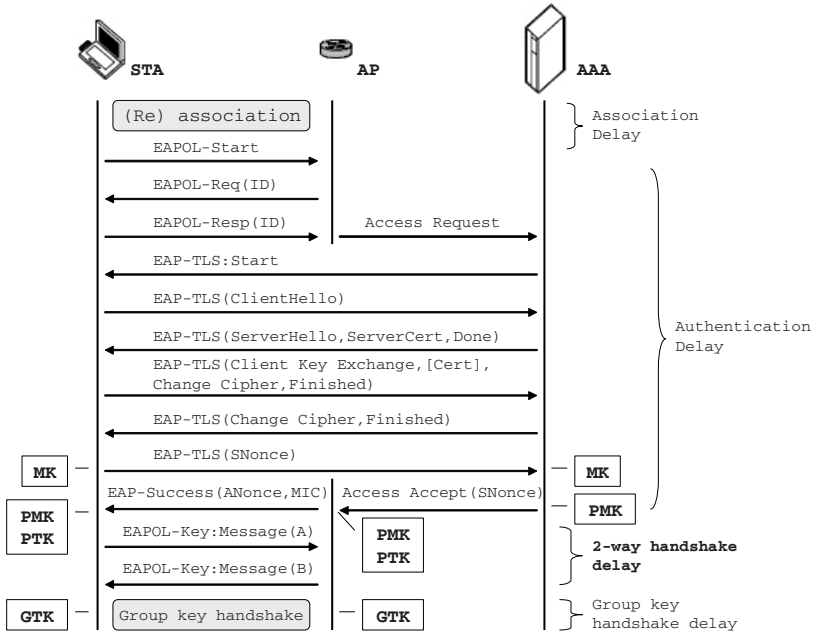 STA
AP
AAA
(Re) association
Association
Delay
EAPOL-Start
EAPOL-Req(ID)
EAPOL-Resp(ID)
Access Request
EAP-TLS:Start
EAP-TLS(ClientHello)
EAP-TLS(ServerHello,ServerCert,Done)
Authentication
Delay
EAP-TLS(Client Key Exchange,[Cert],
Change Cipher,Finished)
EAP-TLS(Change Cipher,Finished)
EAP-TLS(SNonce)
MK
MK
EAP-Success(ANonce,MIC)
Access Accept(SNonce)
PMK
PMK
PTK
EAPOL-Key:Message(A)
PMK
PTK
2-way handshake
delay
EAPOL-Key:Message(B)
GTK
Group key handshake
GTK
Group key
handshake delay